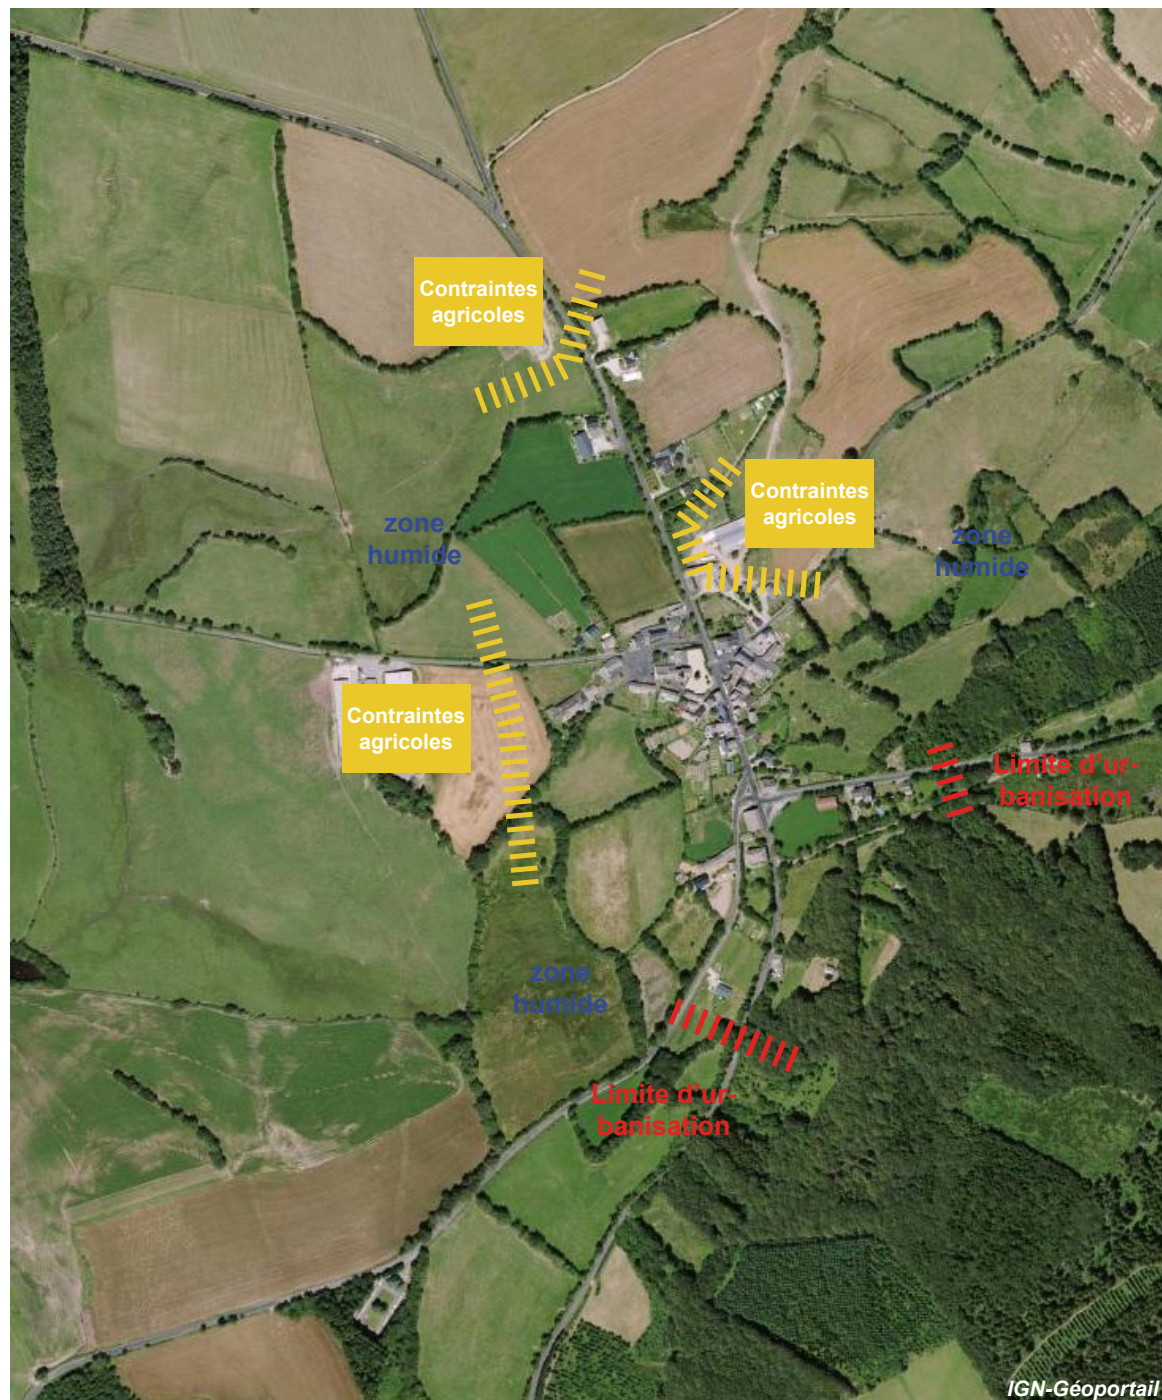 Contraintes
agricoles
Contraintes
agricoles
zone
humide
zone
humide
Contraintes
agricoles
Limite d'ur-
banisation
zone
humide
Limite d'ur-
banisation
IGN-Géoportail